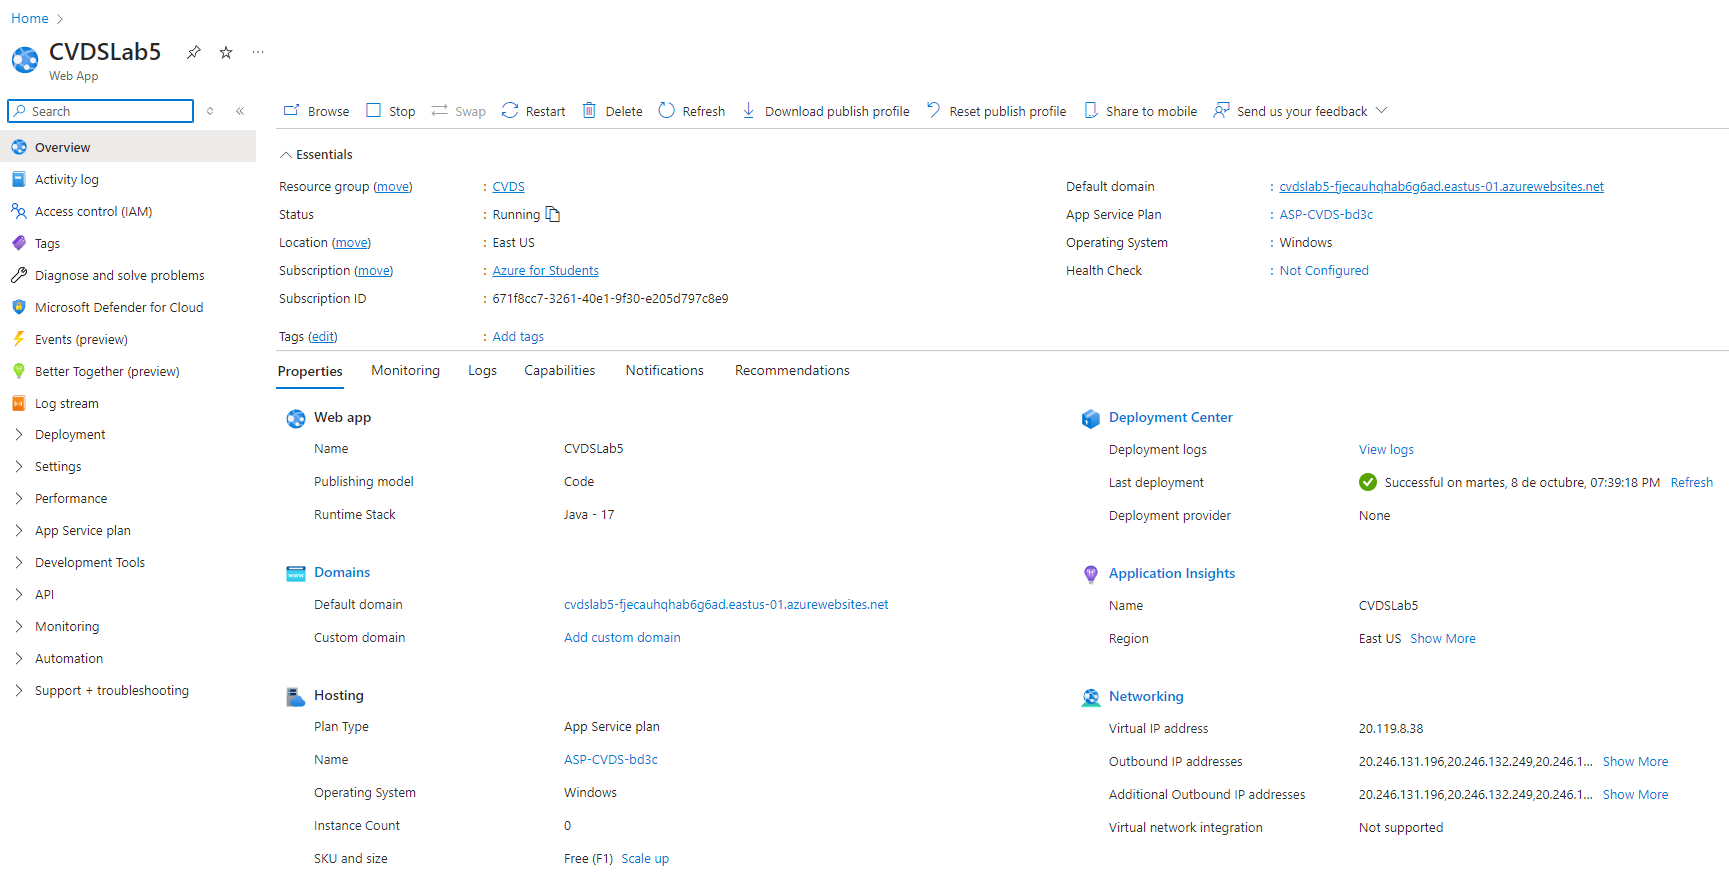 Home
CVDSLab5
Web App
Search
Browse Stop Swap Restart Delete Refresh Download publish profile Reset publish profile Share to mobile Send us your feedback
Overview
Activity log
Access control (IAM)
Tags
Diagnose and solve problems
Microsoft Defender for Cloud
Events (preview)
Better Together (preview)
Log stream
Deployment
Settings
Performance
App Service plan
Development Tools
API
Monitoring
Automation
Support + troubleshooting
Essentials
Resource group (move) : CVDS
Status : Running
Location (move) : East US
Subscription (move) : Azure for Students
Subscription ID : 671f8cc7-3261-40e1-9f30-e205d797c8e9
Tags (edit) : Add tags
Default domain : cvdslab5-fjecauhqhab6g6ad.eastus-01.azurewebsites.net
App Service Plan : ASP-CVDS-bd3c
Operating System : Windows
Health Check : Not Configured
Properties Monitoring Logs Capabilities Notifications Recommendations
Web app
Name CVDSLab5
Publishing model Code
Runtime Stack Java - 17
Domains
Default domain cvdslab5-fjecauhqhab6g6ad.eastus-01.azurewebsites.net
Custom domain Add custom domain
Hosting
Plan Type App Service plan
Name ASP-CVDS-bd3c
Operating System Windows
Instance Count 0
SKU and size Free (F1) Scale up
Deployment Center
Deployment logs View logs
Last deployment Successful on martes, 8 de octubre, 07:39:18 PM Refresh
Deployment provider None
Application Insights
Name CVDSLab5
Region East US Show More
Networking
Virtual IP address 20.119.8.38
Outbound IP addresses 20.246.131.196,20.246.132.249,20.246.1... Show More
Additional Outbound IP addresses 20.246.131.196,20.246.132.249,20.246.1... Show More
Virtual network integration Not supported